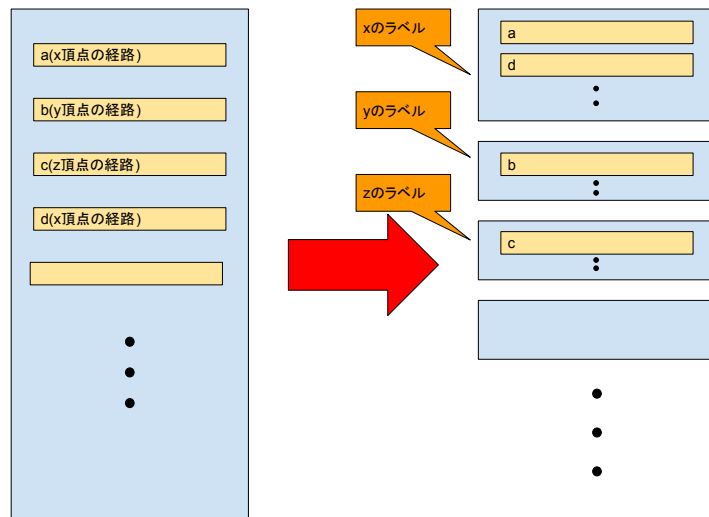 a(x頂点の経路)
b(y頂点の経路)
c(z頂点の経路)
d(x頂点の経路)
xのラベル
a
d
yのラベル
b
zのラベル
c